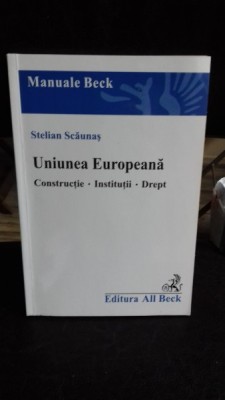 Manuale Beck
Stelian Scăunaș
Uniunea Europeană
Construcție · Instituții · Drept
Editura All Beck